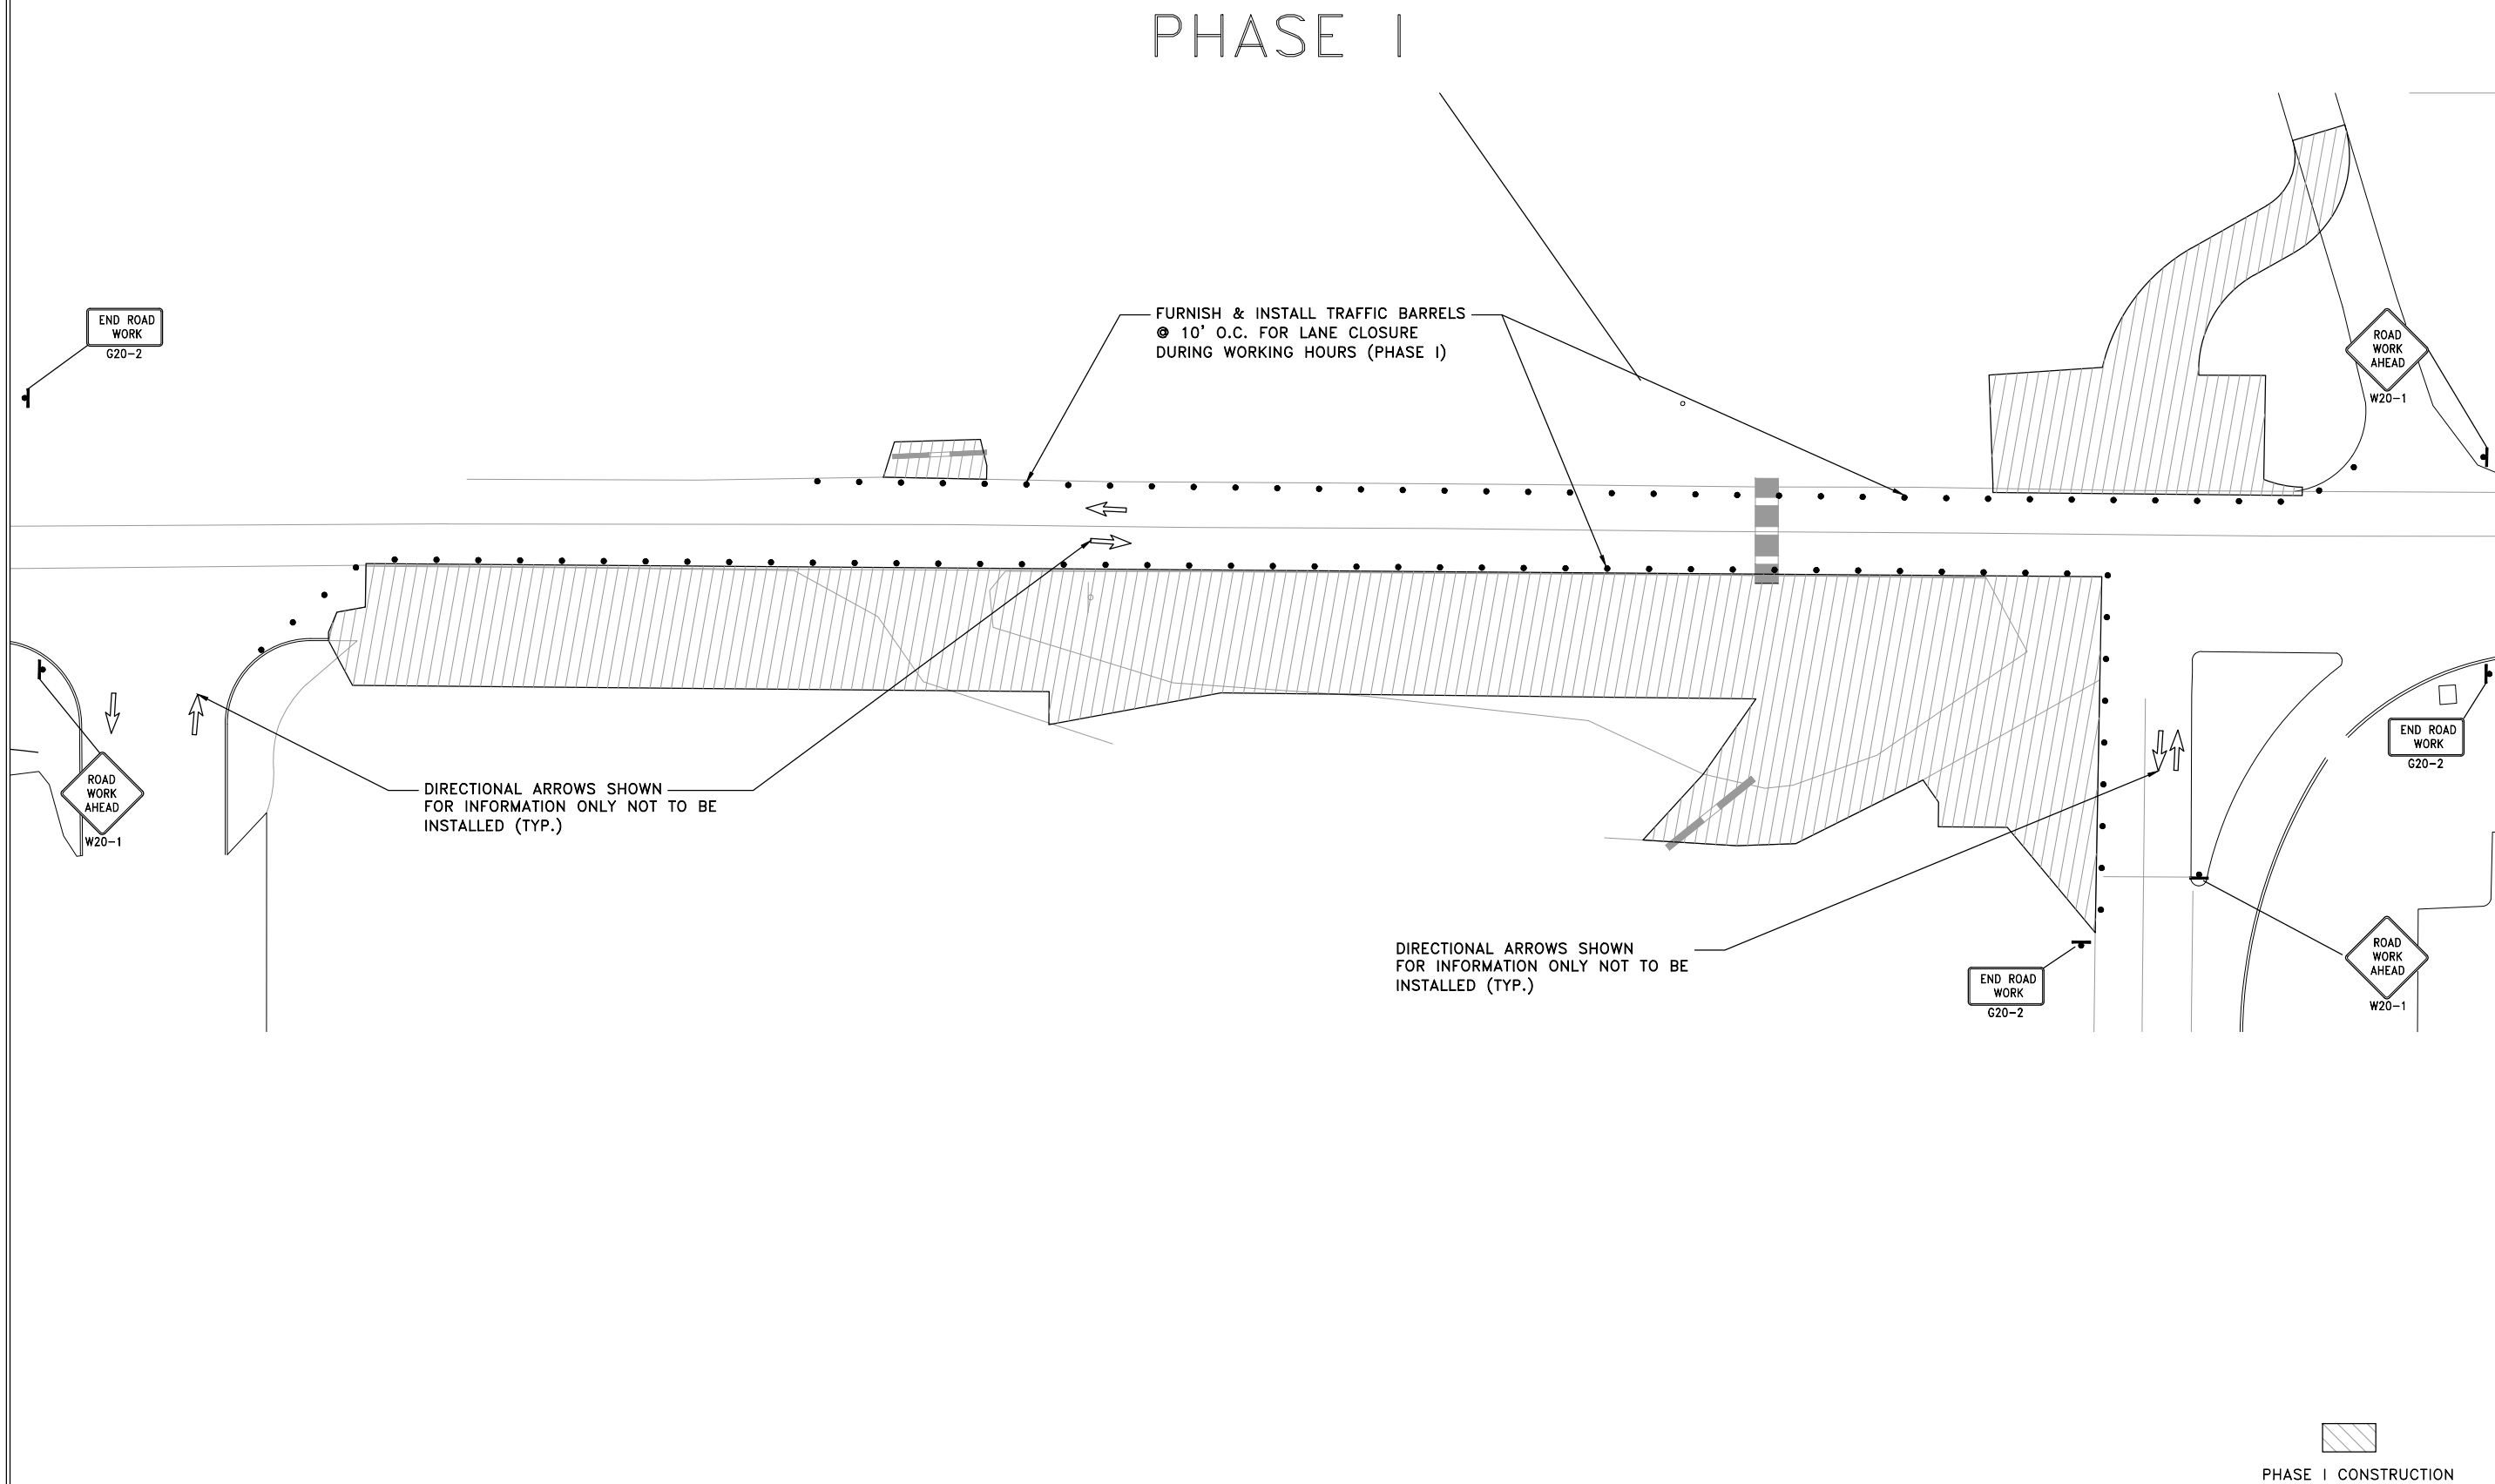 PHASE I
END ROAD
WORK
G20-2
FURNISH & INSTALL TRAFFIC BARRELS
@ 10' O.C. FOR LANE CLOSURE
DURING WORKING HOURS (PHASE I)
ROAD
WORK
AHEAD
W20-1
ROAD
WORK
AHEAD
W20-1
DIRECTIONAL ARROWS SHOWN
FOR INFORMATION ONLY NOT TO BE
INSTALLED (TYP.)
END ROAD
WORK
G20-2
DIRECTIONAL ARROWS SHOWN
FOR INFORMATION ONLY NOT TO BE
INSTALLED (TYP.)
END ROAD
WORK
G20-2
ROAD
WORK
AHEAD
W20-1
PHASE I CONSTRUCTION